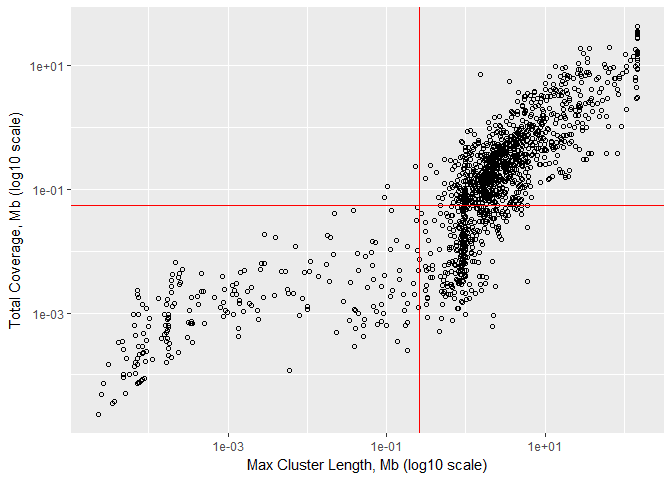 1e+01
1e-01
1e-03
Total Coverage, Mb (log10 scale)
1e-03
1e-01
1e+01
Max Cluster Length, Mb (log10 scale)